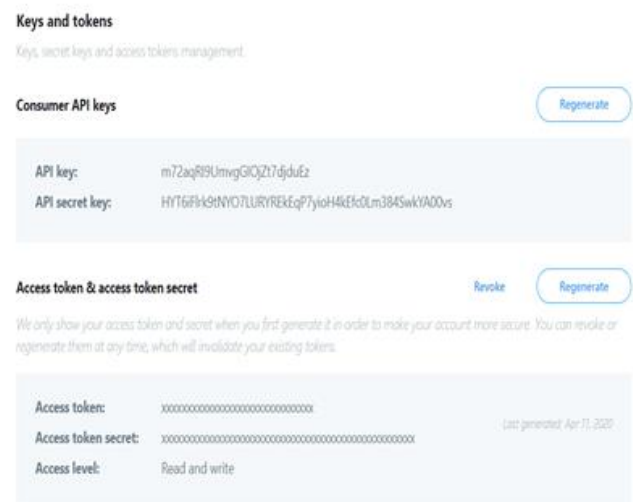 Keys and tokens
Keys, secret keys and access tokens management.
Consumer API keys
Regenerate
API key:
API secret key:
Access token & access token secret
Revoke
Regenerate
We only show your access token and secret when you first generate it in order to make your account more secure. You can revoke or
regenerate them at any time, which will invalidate your existing tokens.
Access token:
Last generated: Apr 11, 2020
Access token secret:
Access level: Read and write